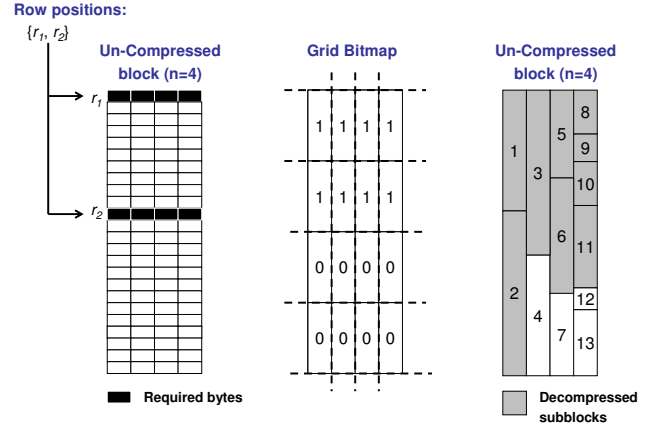 Row positions:
{r1, r2}
Un-Compressed
block (n=4)
r1
r2
Required bytes
Grid Bitmap
1 1 1 1
1 1 1 1
0 0 0 0
0 0 0 0
Un-Compressed
block (n=4)
1
2
3
4
5
6
7
8
9
10
11
12
13
Decompressed
subblocks